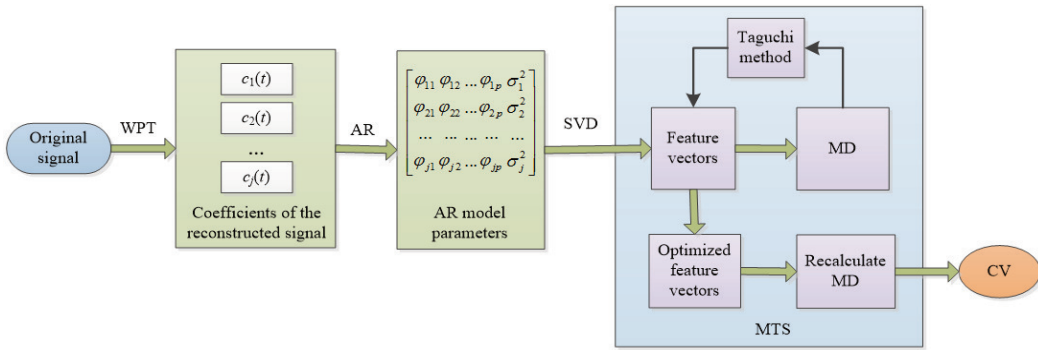 Original
signal
WPT
c₁(t)
c₂(t)
...
cⱼ(t)
Coefficients of the
reconstructed signal
AR
φ₁₁ φ₁₂ ... φ₁ₚ σ₁²
φ₂₁ φ₂₂ ... φ₂ₚ σ₂²
... ... ... ... ...
φⱼ₁ φⱼ₂ ... φⱼₚ σⱼ²
AR model
parameters
SVD
Taguchi
method
Feature
vectors
MD
Optimized
feature
vectors
Recalculate
MD
MTS
CV